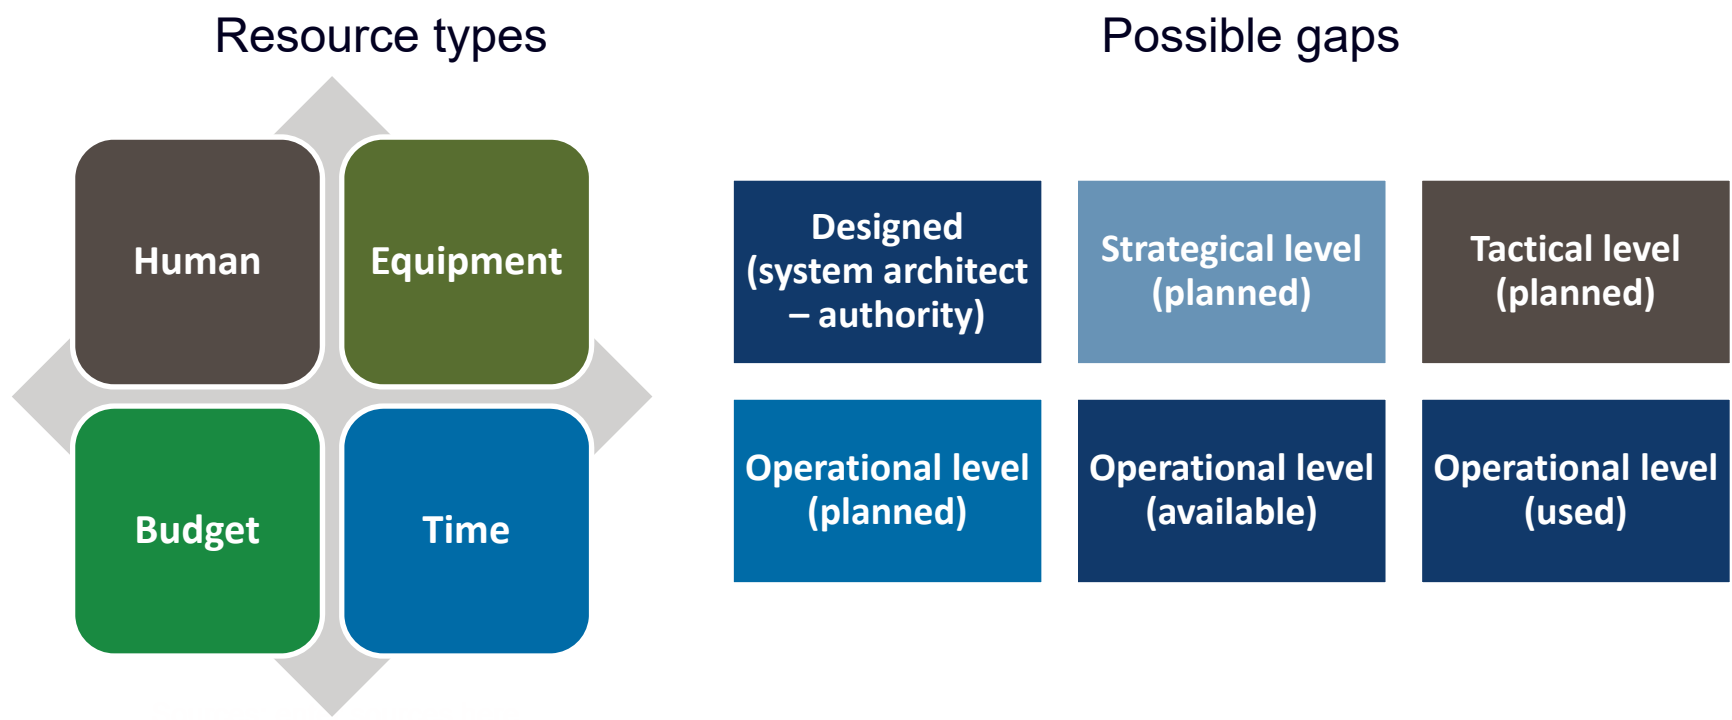 Resource types
Human
Equipment
Budget
Time
Possible gaps
Designed
(system architect
– authority)
Strategical level
(planned)
Tactical level
(planned)
Operational level
(planned)
Operational level
(available)
Operational level
(used)